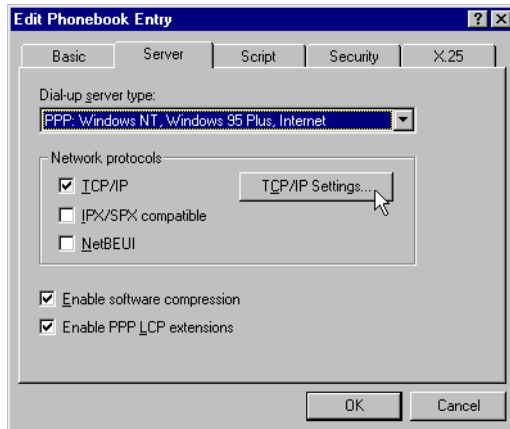 Edit Phonebook Entry
Basic Server Script Security X.25
Dial-up server type:
PPP: Windows NT, Windows 95 Plus, Internet
Network protocols
TCP/IP TCP/IP Settings...
IPX/SPX compatible
NetBEUI
Enable software compression
Enable PPP LCP extensions
OK Cancel